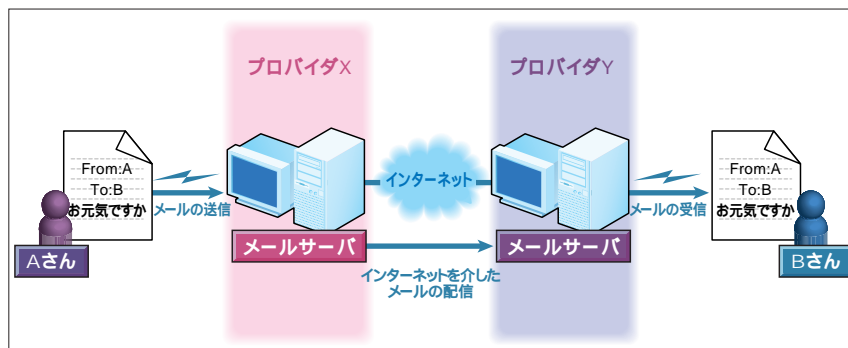 プロバイダX
プロバイダY
From:A
To:B
お元気ですか
Aさん
メールの送信
メールサーバ
インターネット
インターネットを介した
メールの配信
メールサーバ
メールの受信
From:A
To:B
お元気ですか
Bさん